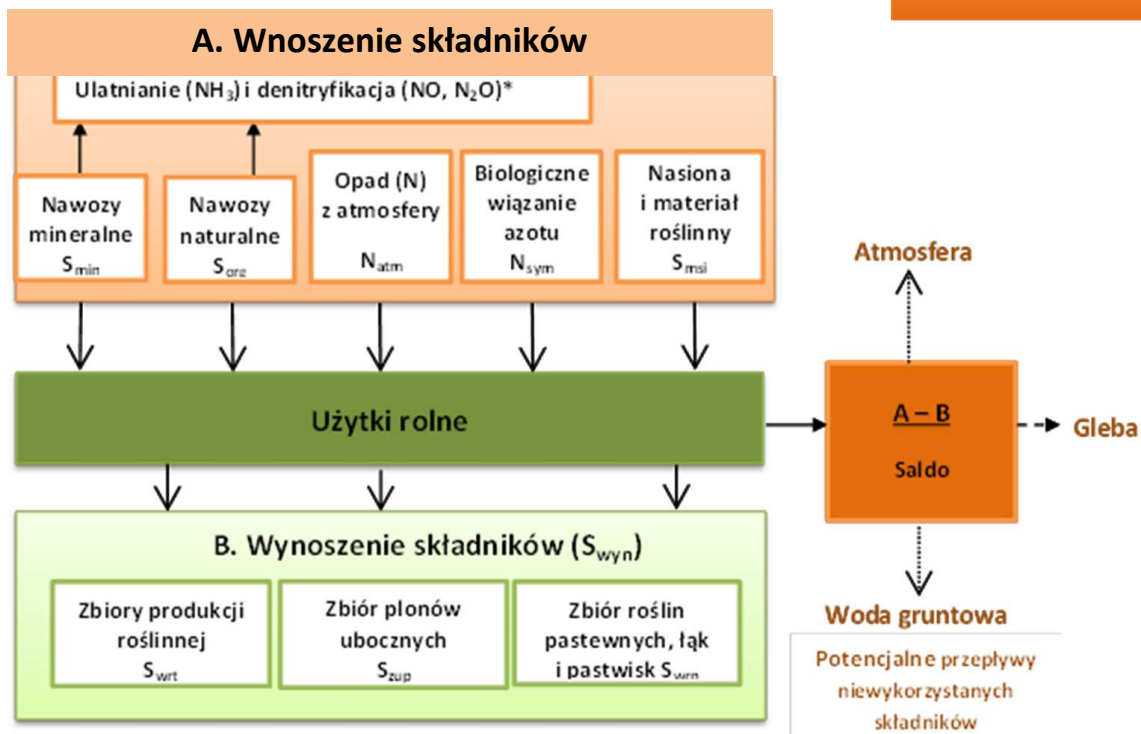 A. Wnoszenie składników
Ulatnianie (NH₃) i denitryfikacja (NO, N₂O)*
Nawozy
mineralne
Sₘᵢₙ
Nawozy
naturalne
Sₒᵣg
Opad (N)
z atmosfery
Nₐₜₘ
Biologiczne
wiązanie
azotu
Nₛyₘ
Nasiona
i materiał
roślinny
Sₘₛᵢ
Użytki rolne
B. Wynoszenie składników (Swyn)
Zbiory produkcji
roślinnej
Swrt
Zbiór plonów
ubocznych
Szup
Zbiór roślin
pastewnych, łąk
i pastwisk Swrn
Atmosfera
A – B
Saldo
Gleba
Woda gruntowa
Potencjalne przepływy
niewykorzystanych
składników